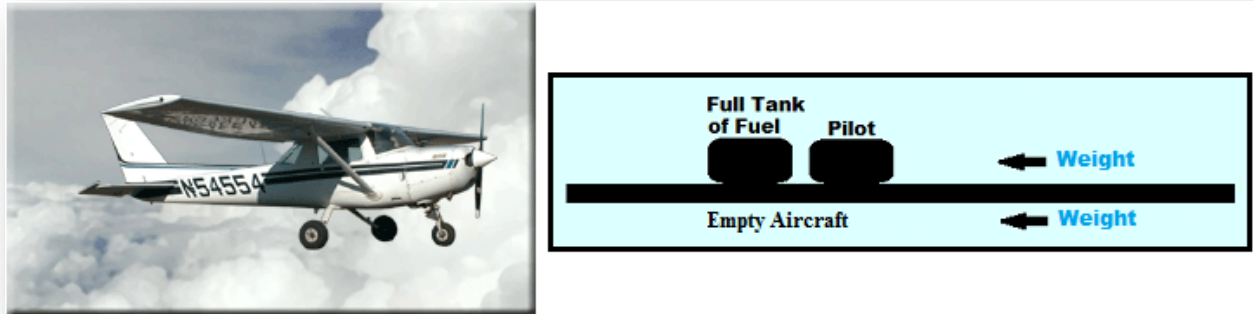 N54554
Full Tank
of Fuel
Pilot
Weight
Empty Aircraft
Weight